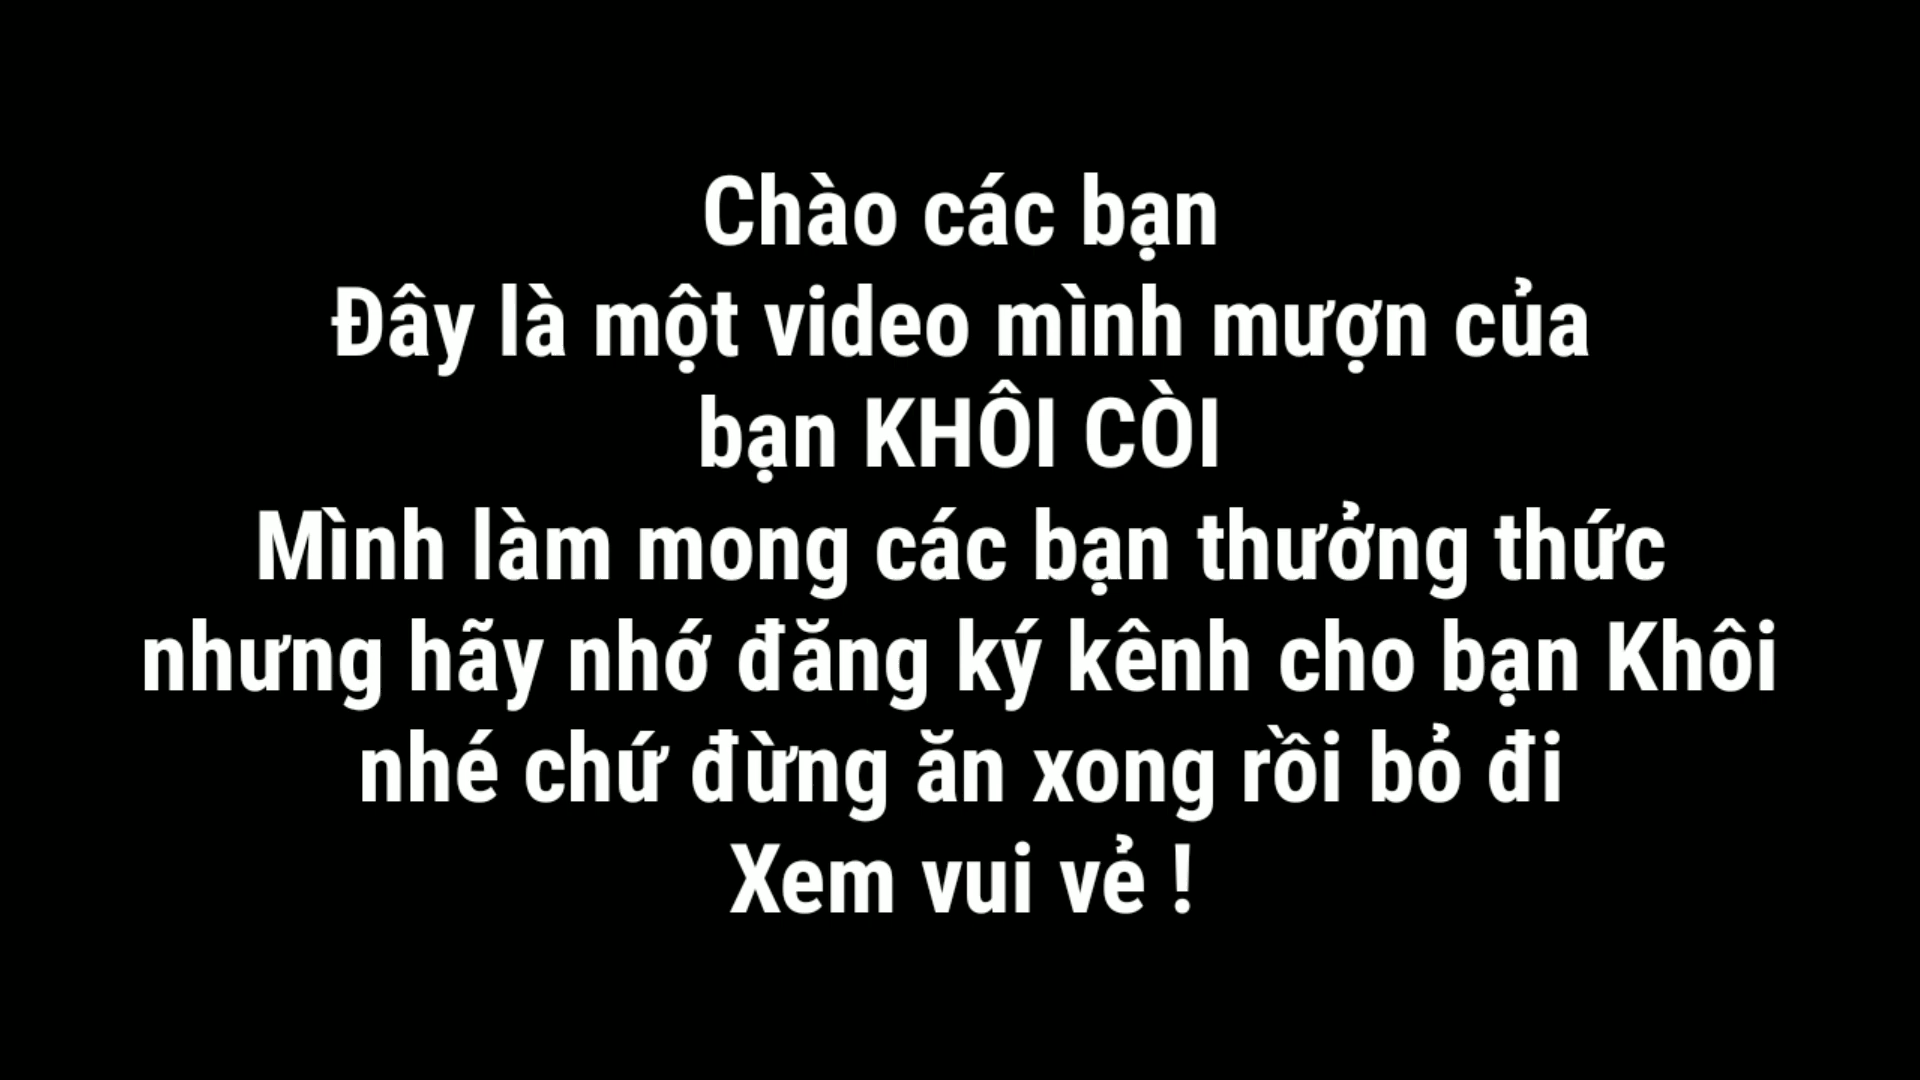 Chào các bạn
Đây là một video mình mượn của
bạn KHÔI CÒI
Mình làm mong các bạn thưởng thức
nhưng hãy nhớ đăng ký kênh cho bạn Khôi
nhé chứ đừng ăn xong rồi bỏ đi
Xem vui vẻ !